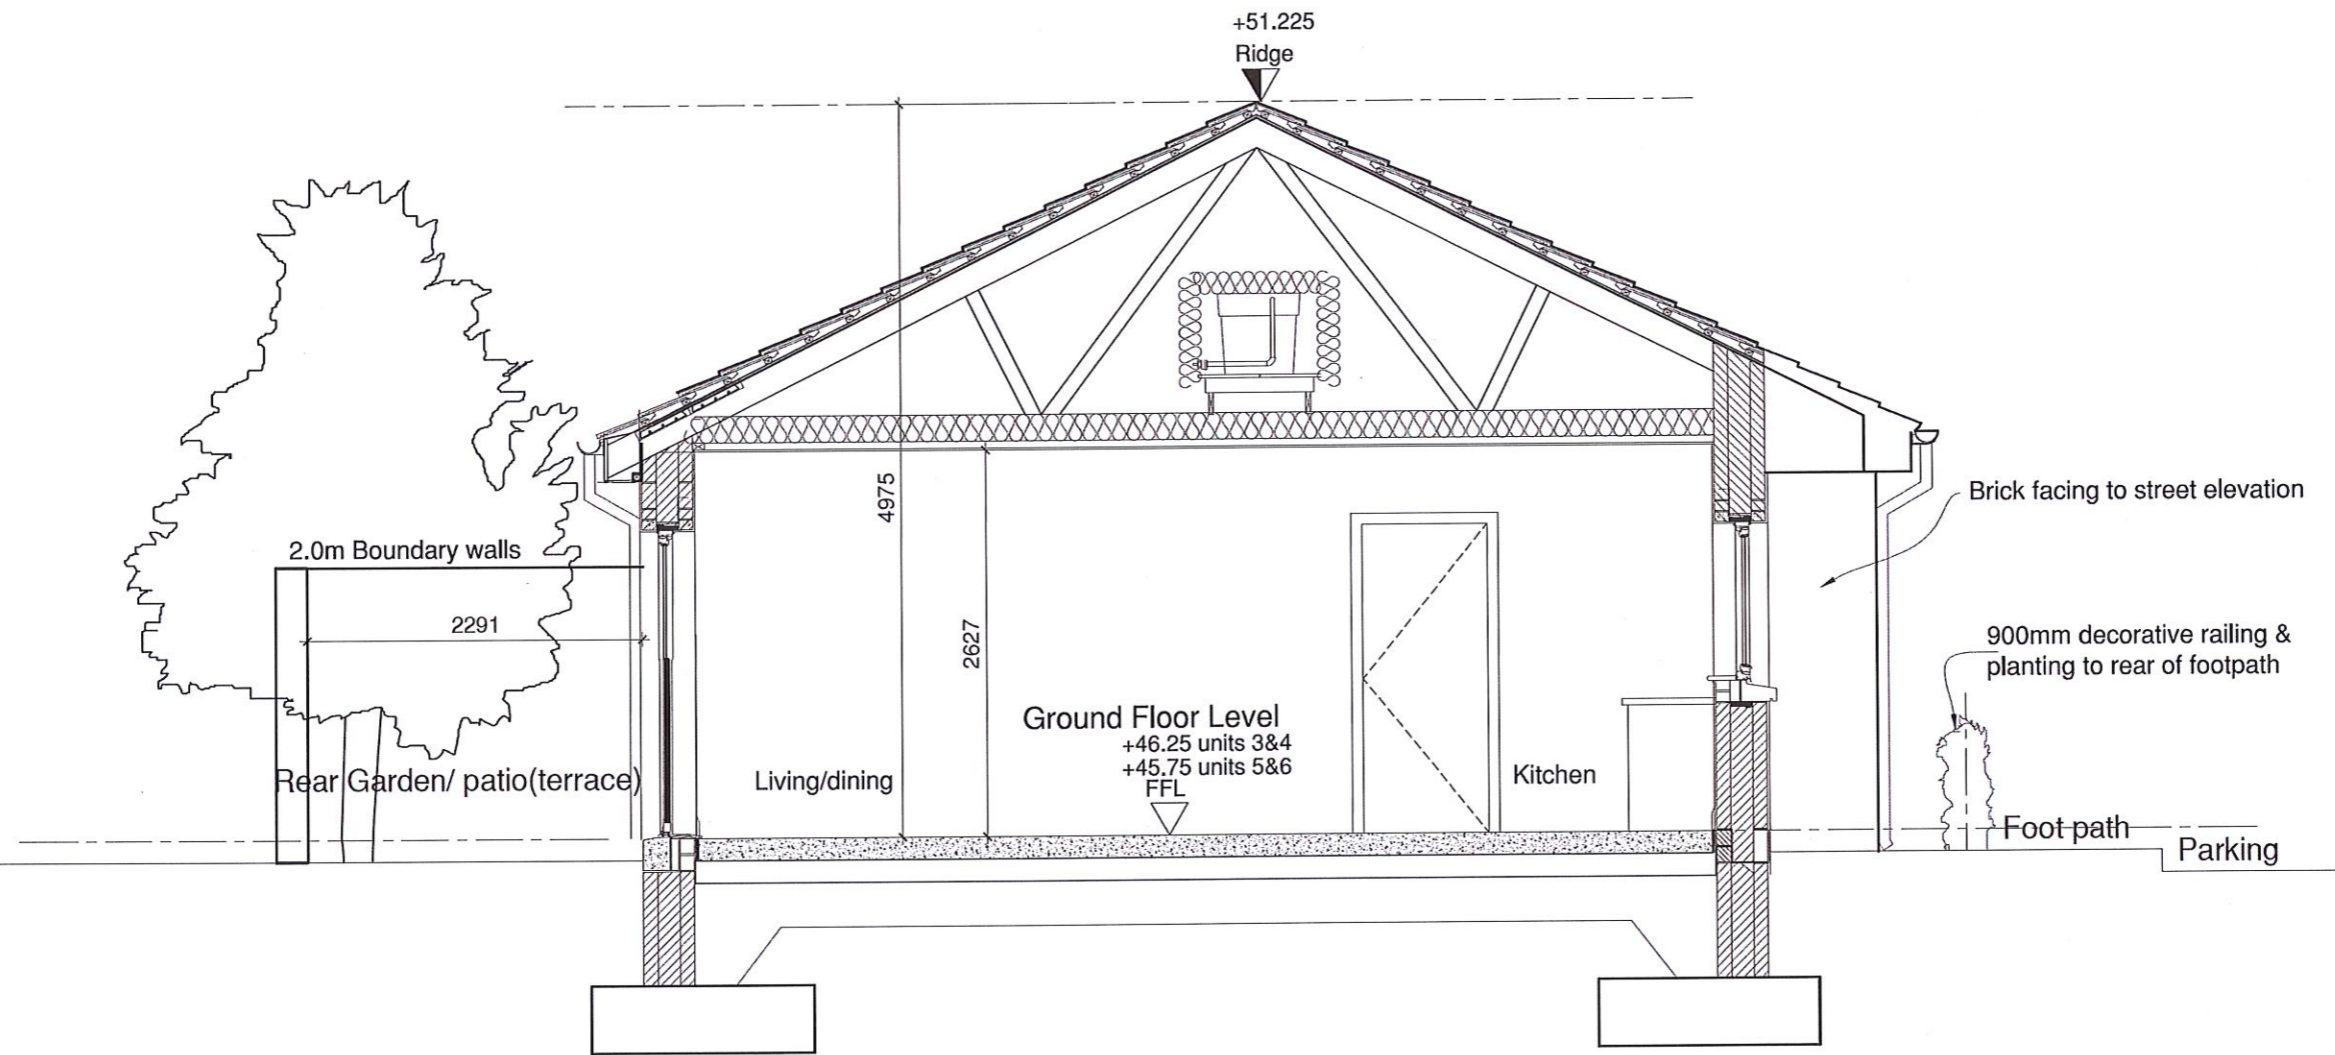 +51.225
Ridge
4975
Brick facing to street elevation
2.0m Boundary walls
2291
2627
900mm decorative railing &
planting to rear of footpath
Ground Floor Level
+46.25 units 3&4
+45.75 units 5&6
FFL
Rear Garden/ patio(terrace)
Living/dining
Kitchen
Foot path
Parking